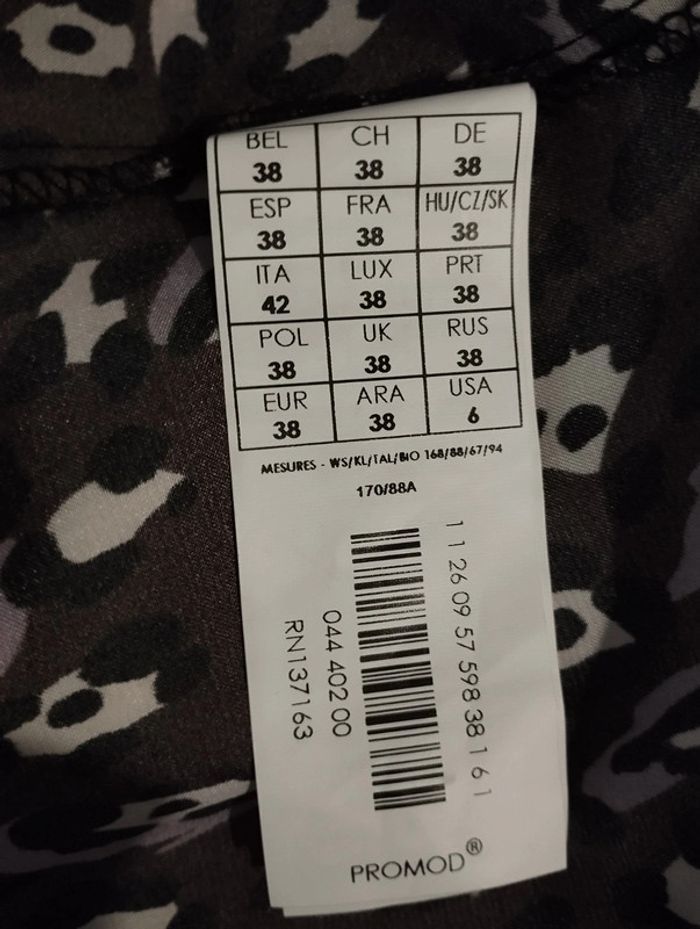 BEL CH DE
38 38 38
ESP FRA HU/CZ/SK
38 38 38
ITA LUX PRT
42 38 38
POL UK RUS
38 38 38
EUR ARA USA
38 38 6
MESURES - WS/KL/TAL/BIO 168/88/67/94
170/88A
1 1 26 09 57 598 38 1 6 1
044 402 00
RN137163
PROMOD®